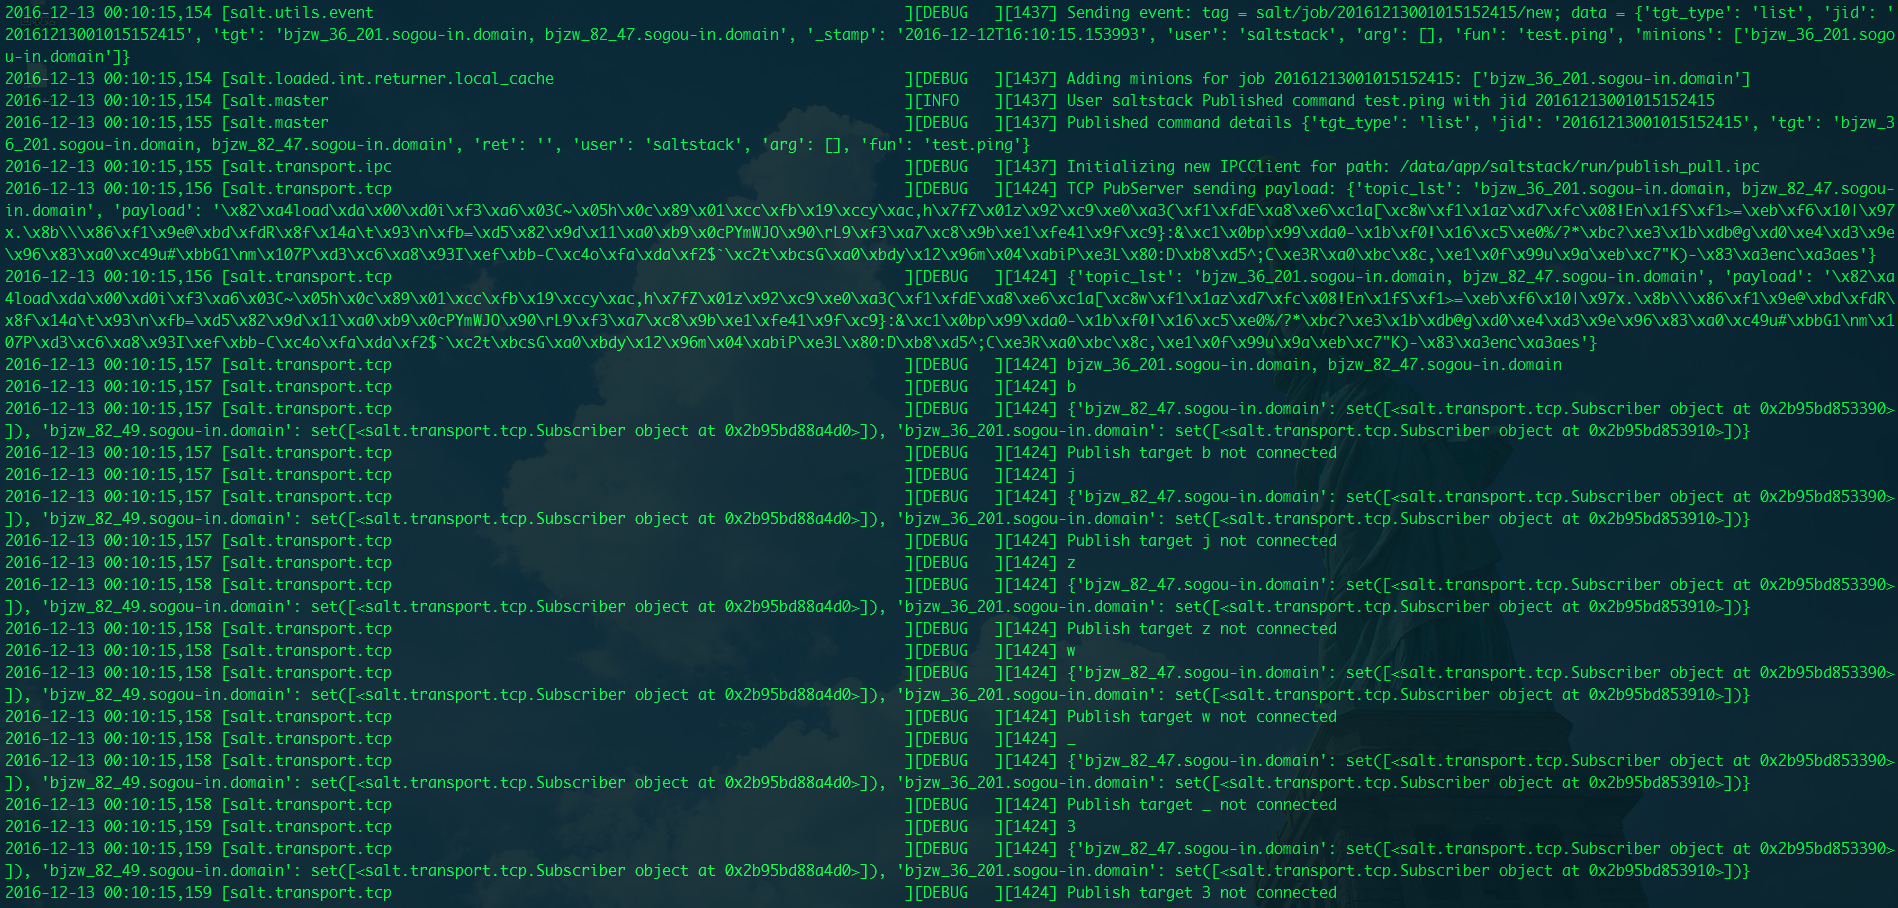 2016-12-13 00:10:15,154 [salt.utils.event ][DEBUG ][1437] Sending event: tag = salt/job/20161213001015152415/new; data = {'tgt_type': 'list', 'jid': '
20161213001015152415', 'tgt': 'bjzw_36_201.sogou-in.domain, bjzw_82_47.sogou-in.domain', '_stamp': '2016-12-12T16:10:15.153993', 'user': 'saltstack', 'arg': [], 'fun': 'test.ping', 'minions': ['bjzw_36_201.sogo
u-in.domain']}
2016-12-13 00:10:15,154 [salt.loaded.int.returner.local_cache ][DEBUG ][1437] Adding minions for job 20161213001015152415: ['bjzw_36_201.sogou-in.domain']
2016-12-13 00:10:15,154 [salt.master ][INFO ][1437] User saltstack Published command test.ping with jid 20161213001015152415
2016-12-13 00:10:15,155 [salt.master ][DEBUG ][1437] Published command details {'tgt_type': 'list', 'jid': '20161213001015152415', 'tgt': 'bjzw_3
6_201.sogou-in.domain, bjzw_82_47.sogou-in.domain', 'ret': '', 'user': 'saltstack', 'arg': [], 'fun': 'test.ping'}
2016-12-13 00:10:15,155 [salt.transport.ipc ][DEBUG ][1437] Initializing new IPCClient for path: /data/app/saltstack/run/publish_pull.ipc
2016-12-13 00:10:15,156 [salt.transport.tcp ][DEBUG ][1424] TCP PubServer sending payload: {'topic_lst': 'bjzw_36_201.sogou-in.domain, bjzw_82_47.sogou-
in.domain', 'payload': '\x82\xa4load\xda\x00\xd0i\xf3\xa6\x03C~\x05h\x0c\x89\x01\xcc\xfb\x19\xccy\xac,h\x7fZ\x01z\x92\xc9\xe0\xa3(\xf1\xfdE\xa8\xe6\xc1a[\xc8w\xf1\x1az\xd7\xfc\x08!En\x1fS\xf1>=\xeb\xf6\x10|\x97
x.\x8b\\\x86\xf1\x9e@\xbd\xfdR\x8f\x14a\t\x93\n\xfb=\xd5\x82\x9d\x11\xa0\xb9\x0cPYmWJO\x90\rL9\xf3\xa7\xc8\x9b\xe1\xfe41\x9f\xc9}:&\xc1\x0bp\x99\xda0-\x1b\xf0!\x16\xc5\xe0%/?*\xbc?\xe3\x1b\xdb@g\xd0\xe4\xd3\x9e
\x96\x83\xa0\xc49u#\xbbG1\nm\x107P\xd3\xc6\xa8\x93I\xef\xbb-C\xc4o\xfa\xda\xf2$`\xc2t\xbcsG\xa0\xbdy\x12\x96m\x04\xabiP\xe3L\x80:D\xb8\xd5^;C\xe3R\xa0\xbc\x8c,\xe1\x0f\x99u\x9a\xeb\xc7"K)-\x83\xa3enc\xa3aes'}
2016-12-13 00:10:15,156 [salt.transport.tcp ][DEBUG ][1424] {'topic_lst': 'bjzw_36_201.sogou-in.domain, bjzw_82_47.sogou-in.domain', 'payload': '\x82\xa
4load\xda\x00\xd0i\xf3\xa6\x03C~\x05h\x0c\x89\x01\xcc\xfb\x19\xccy\xac,h\x7fZ\x01z\x92\xc9\xe0\xa3(\xf1\xfdE\xa8\xe6\xc1a[\xc8w\xf1\x1az\xd7\xfc\x08!En\x1fS\xf1>=\xeb\xf6\x10|\x97x.\x8b\\\x86\xf1\x9e@\xbd\xfdR
\x8f\x14a\t\x93\n\xfb=\xd5\x82\x9d\x11\xa0\xb9\x0cPYmWJO\x90\rL9\xf3\xa7\xc8\x9b\xe1\xfe41\x9f\xc9}:&\xc1\x0bp\x99\xda0-\x1b\xf0!\x16\xc5\xe0%/?*\xbc?\xe3\x1b\xdb@g\xd0\xe4\xd3\x9e\x96\x83\xa0\xc49u#\xbbG1\nm\x1
07P\xd3\xc6\xa8\x93I\xef\xbb-C\xc4o\xfa\xda\xf2$`\xc2t\xbcsG\xa0\xbdy\x12\x96m\x04\xabiP\xe3L\x80:D\xb8\xd5^;C\xe3R\xa0\xbc\x8c,\xe1\x0f\x99u\x9a\xeb\xc7"K)-\x83\xa3enc\xa3aes'}
2016-12-13 00:10:15,157 [salt.transport.tcp ][DEBUG ][1424] bjzw_36_201.sogou-in.domain, bjzw_82_47.sogou-in.domain
2016-12-13 00:10:15,157 [salt.transport.tcp ][DEBUG ][1424] b
2016-12-13 00:10:15,157 [salt.transport.tcp ][DEBUG ][1424] {'bjzw_82_47.sogou-in.domain': set([<salt.transport.tcp.Subscriber object at 0x2b95bd853390>
]), 'bjzw_82_49.sogou-in.domain': set([<salt.transport.tcp.Subscriber object at 0x2b95bd88a4d0>]), 'bjzw_36_201.sogou-in.domain': set([<salt.transport.tcp.Subscriber object at 0x2b95bd853910>])}
2016-12-13 00:10:15,157 [salt.transport.tcp ][DEBUG ][1424] Publish target b not connected
2016-12-13 00:10:15,157 [salt.transport.tcp ][DEBUG ][1424] j
2016-12-13 00:10:15,157 [salt.transport.tcp ][DEBUG ][1424] {'bjzw_82_47.sogou-in.domain': set([<salt.transport.tcp.Subscriber object at 0x2b95bd853390>
]), 'bjzw_82_49.sogou-in.domain': set([<salt.transport.tcp.Subscriber object at 0x2b95bd88a4d0>]), 'bjzw_36_201.sogou-in.domain': set([<salt.transport.tcp.Subscriber object at 0x2b95bd853910>])}
2016-12-13 00:10:15,157 [salt.transport.tcp ][DEBUG ][1424] Publish target j not connected
2016-12-13 00:10:15,157 [salt.transport.tcp ][DEBUG ][1424] z
2016-12-13 00:10:15,158 [salt.transport.tcp ][DEBUG ][1424] {'bjzw_82_47.sogou-in.domain': set([<salt.transport.tcp.Subscriber object at 0x2b95bd853390>
]), 'bjzw_82_49.sogou-in.domain': set([<salt.transport.tcp.Subscriber object at 0x2b95bd88a4d0>]), 'bjzw_36_201.sogou-in.domain': set([<salt.transport.tcp.Subscriber object at 0x2b95bd853910>])}
2016-12-13 00:10:15,158 [salt.transport.tcp ][DEBUG ][1424] Publish target z not connected
2016-12-13 00:10:15,158 [salt.transport.tcp ][DEBUG ][1424] w
2016-12-13 00:10:15,158 [salt.transport.tcp ][DEBUG ][1424] {'bjzw_82_47.sogou-in.domain': set([<salt.transport.tcp.Subscriber object at 0x2b95bd853390>
]), 'bjzw_82_49.sogou-in.domain': set([<salt.transport.tcp.Subscriber object at 0x2b95bd88a4d0>]), 'bjzw_36_201.sogou-in.domain': set([<salt.transport.tcp.Subscriber object at 0x2b95bd853910>])}
2016-12-13 00:10:15,158 [salt.transport.tcp ][DEBUG ][1424] Publish target w not connected
2016-12-13 00:10:15,158 [salt.transport.tcp ][DEBUG ][1424] _
2016-12-13 00:10:15,158 [salt.transport.tcp ][DEBUG ][1424] {'bjzw_82_47.sogou-in.domain': set([<salt.transport.tcp.Subscriber object at 0x2b95bd853390>
]), 'bjzw_82_49.sogou-in.domain': set([<salt.transport.tcp.Subscriber object at 0x2b95bd88a4d0>]), 'bjzw_36_201.sogou-in.domain': set([<salt.transport.tcp.Subscriber object at 0x2b95bd853910>])}
2016-12-13 00:10:15,158 [salt.transport.tcp ][DEBUG ][1424] Publish target _ not connected
2016-12-13 00:10:15,159 [salt.transport.tcp ][DEBUG ][1424] 3
2016-12-13 00:10:15,159 [salt.transport.tcp ][DEBUG ][1424] {'bjzw_82_47.sogou-in.domain': set([<salt.transport.tcp.Subscriber object at 0x2b95bd853390>
]), 'bjzw_82_49.sogou-in.domain': set([<salt.transport.tcp.Subscriber object at 0x2b95bd88a4d0>]), 'bjzw_36_201.sogou-in.domain': set([<salt.transport.tcp.Subscriber object at 0x2b95bd853910>])}
2016-12-13 00:10:15,159 [salt.transport.tcp ][DEBUG ][1424] Publish target 3 not connected